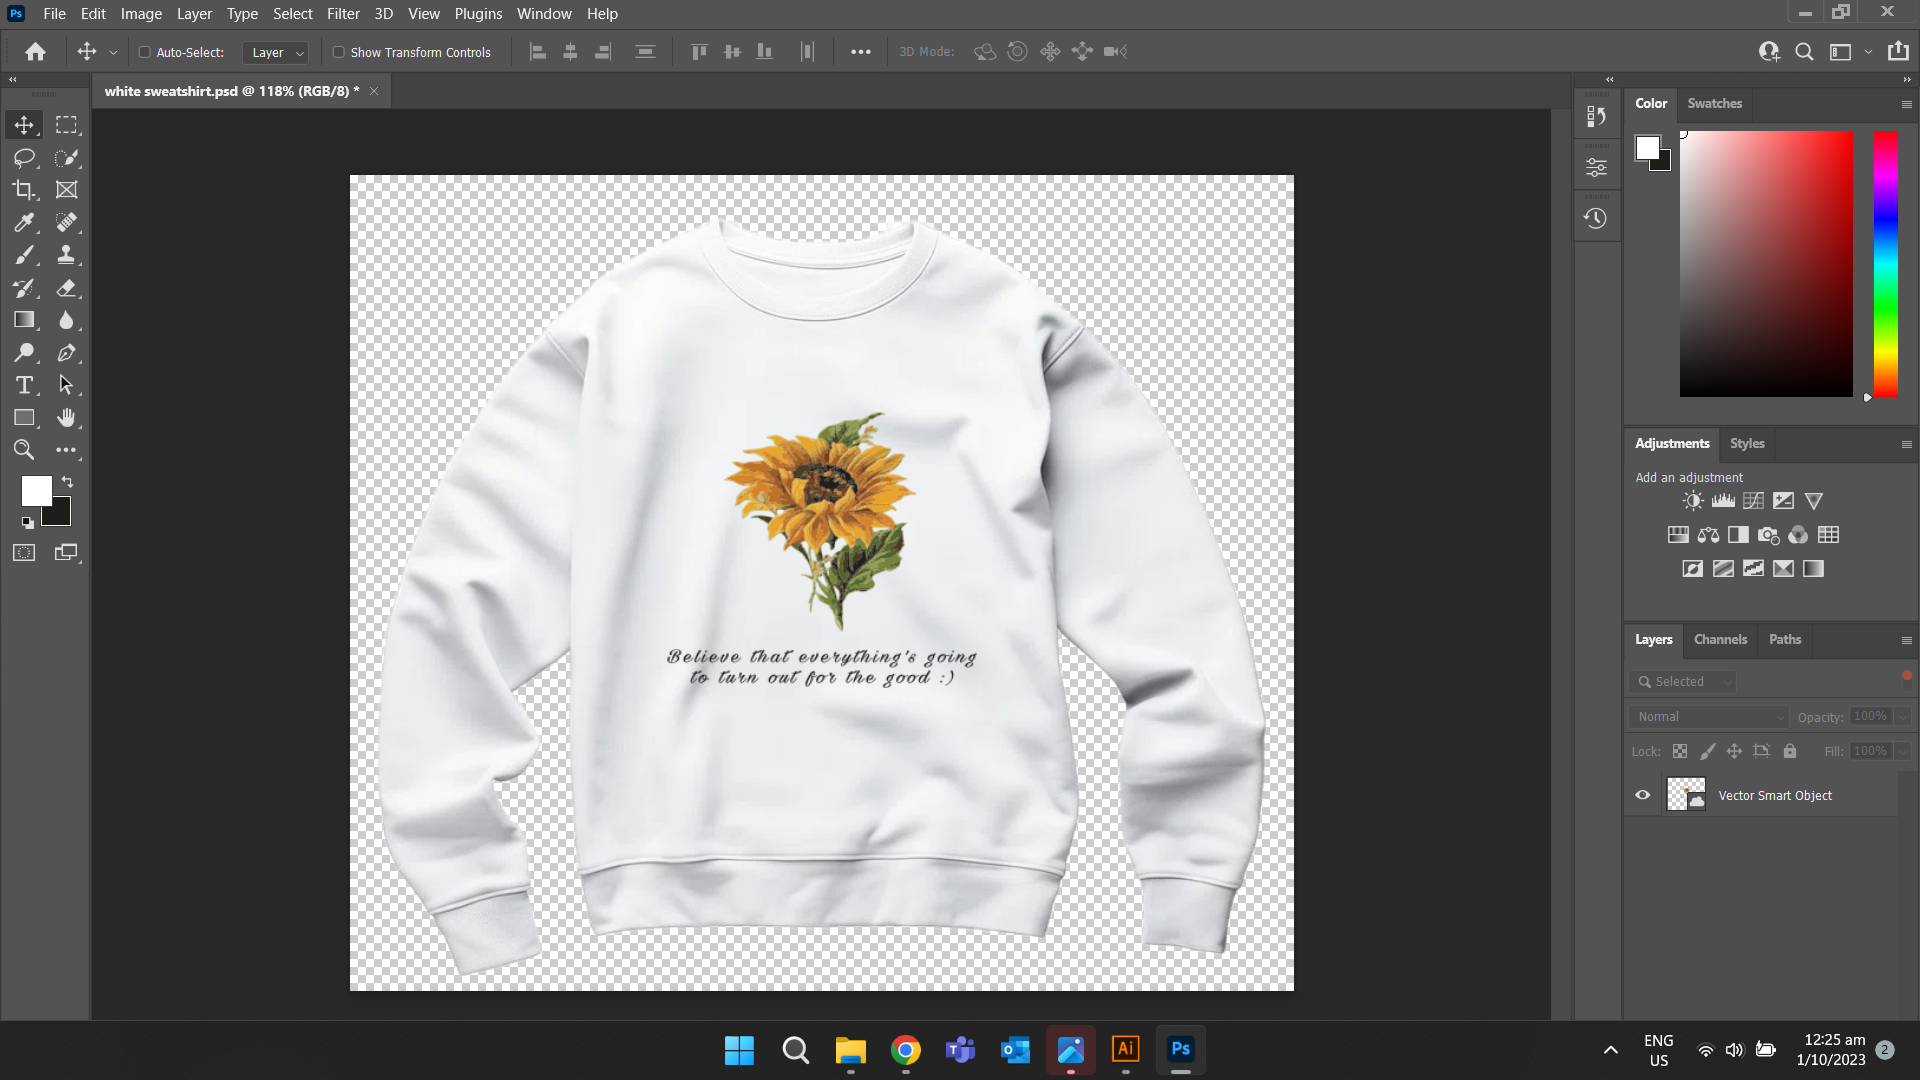 Ps File Edit Image Layer Type Select Filter 3D View Plugins Window Help
Auto-Select: Layer Show Transform Controls 3D Mode:
white sweatshirt.psd @ 118% (RGB/8) *
Color Swatches
Adjustments Styles
Add an adjustment
Believe that everything's going
to turn out for the good :)
Layers Channels Paths
Selected
Normal Opacity: 100%
Lock: Fill: 100%
Vector Smart Object
Ai Ps
ENG
US
12:25 am
1/10/2023
2